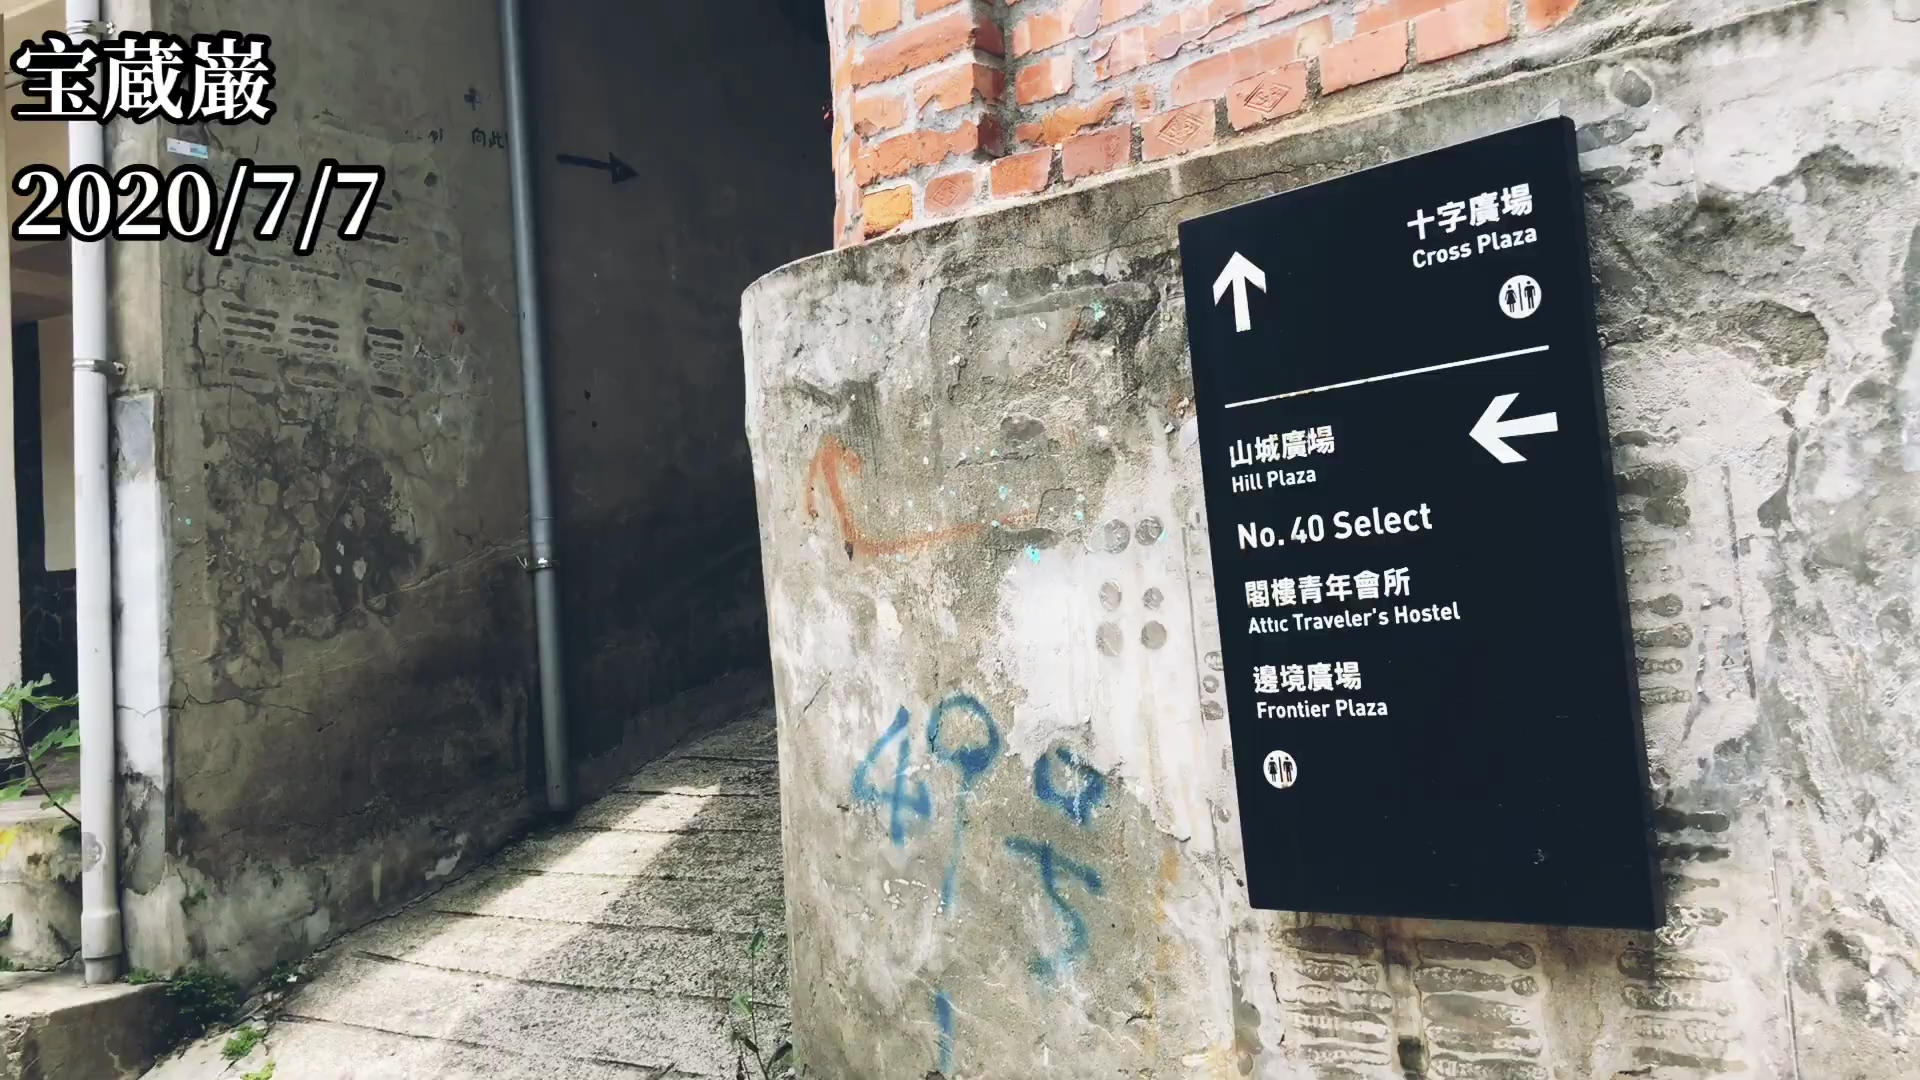 宝蔵巌
2020/7/7
向此
十字廣場
Cross Plaza
山城廣場
Hill Plaza
No. 40 Select
閣樓青年會所
Attic Traveler's Hostel
邊境廣場
Frontier Plaza